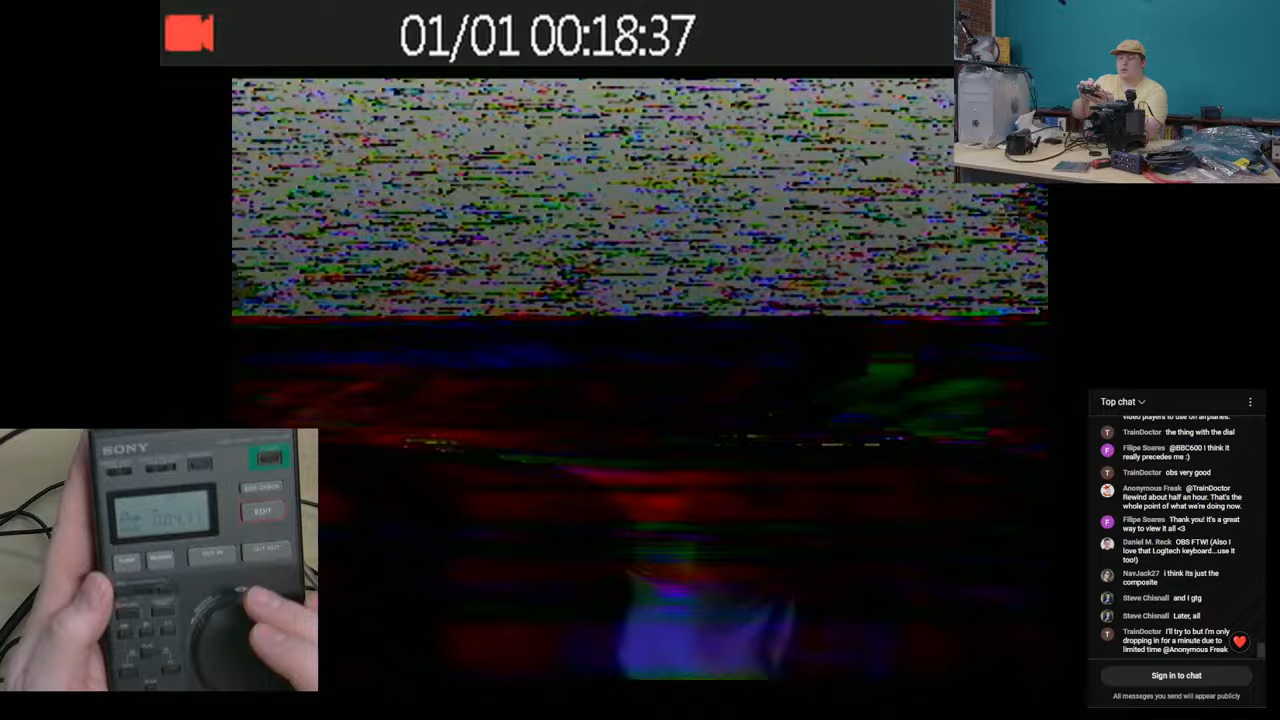 01/01 00:18:37
SONY
EDIT
Top chat
video players to use on airplanes.
TrainDoctor the thing with the dial
Filipe Soares @BBC600 I think it
really precedes me :)
TrainDoctor obs very good
Anonymous Freak @TrainDoctor
Rewind about half an hour. That's the
whole point of what we're doing now.
Filipe Soares Thank you! It's a great
way to view it all <3
Daniel M. Reck OBS FTW! (Also I
love that Logitech keyboard...use it
too!)
NavJack27 i think its just the
composite
Steve Chisnall and I gtg
Steve Chisnall Later, all
TrainDoctor I'll try to but I'm only
dropping in for a minute due to
limited time @Anonymous Freak
Sign in to chat
All messages you send will appear publicly